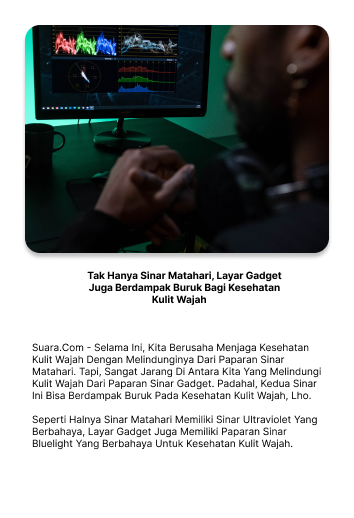 Tak Hanya Sinar Matahari, Layar Gadget
Juga Berdampak Buruk Bagi Kesehatan
Kulit Wajah
Suara.Com - Selama Ini, Kita Berusaha Menjaga Kesehatan
Kulit Wajah Dengan Melindunginya Dari Paparan Sinar
Matahari. Tapi, Sangat Jarang Di Antara Kita Yang Melindungi
Kulit Wajah Dari Paparan Sinar Gadget. Padahal, Kedua Sinar
Ini Bisa Berdampak Buruk Pada Kesehatan Kulit Wajah, Lho.
Seperti Halnya Sinar Matahari Memiliki Sinar Ultraviolet Yang
Berbahaya, Layar Gadget Juga Memiliki Paparan Sinar
Bluelight Yang Berbahaya Untuk Kesehatan Kulit Wajah.